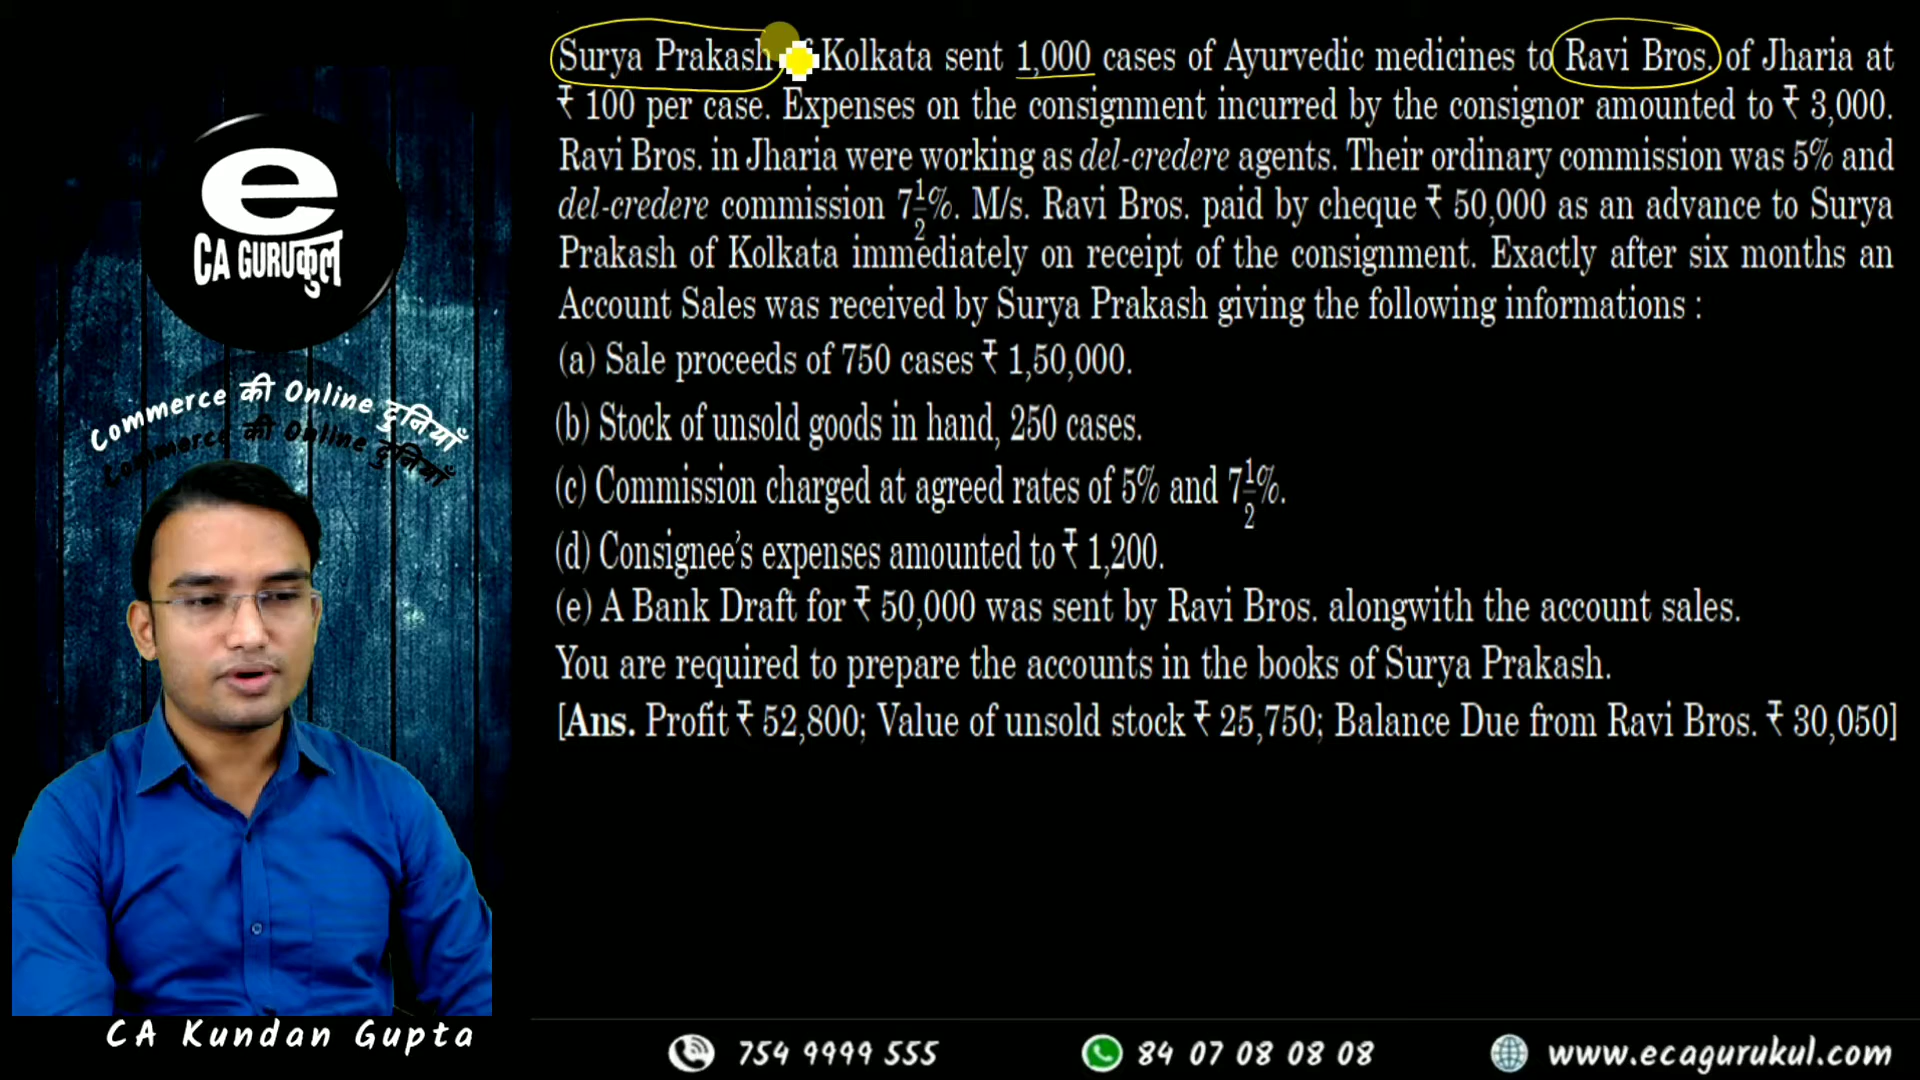 Surya Prakash of Kolkata sent 1,000 cases of Ayurvedic medicines to Ravi Bros. of Jharia at
₹ 100 per case. Expenses on the consignment incurred by the consignor amounted to ₹ 3,000.
Ravi Bros. in Jharia were working as del-credere agents. Their ordinary commission was 5% and
del-credere commission 7 1/2%. M/s. Ravi Bros. paid by cheque ₹ 50,000 as an advance to Surya
Prakash of Kolkata immediately on receipt of the consignment. Exactly after six months an
Account Sales was received by Surya Prakash giving the following informations :
(a) Sale proceeds of 750 cases ₹ 1,50,000.
(b) Stock of unsold goods in hand, 250 cases.
(c) Commission charged at agreed rates of 5% and 7 1/2%.
(d) Consignee's expenses amounted to ₹ 1,200.
(e) A Bank Draft for ₹ 50,000 was sent by Ravi Bros. alongwith the account sales.
You are required to prepare the accounts in the books of Surya Prakash.
[Ans. Profit ₹ 52,800; Value of unsold stock ₹ 25,750; Balance Due from Ravi Bros. ₹ 30,050]
e
CA GURUकुल
Commerce की Online दुनियाँ
Commerce की Online दुनियाँ
CA Kundan Gupta
754 9999 555
84 07 08 08 08
www.ecagurukul.com